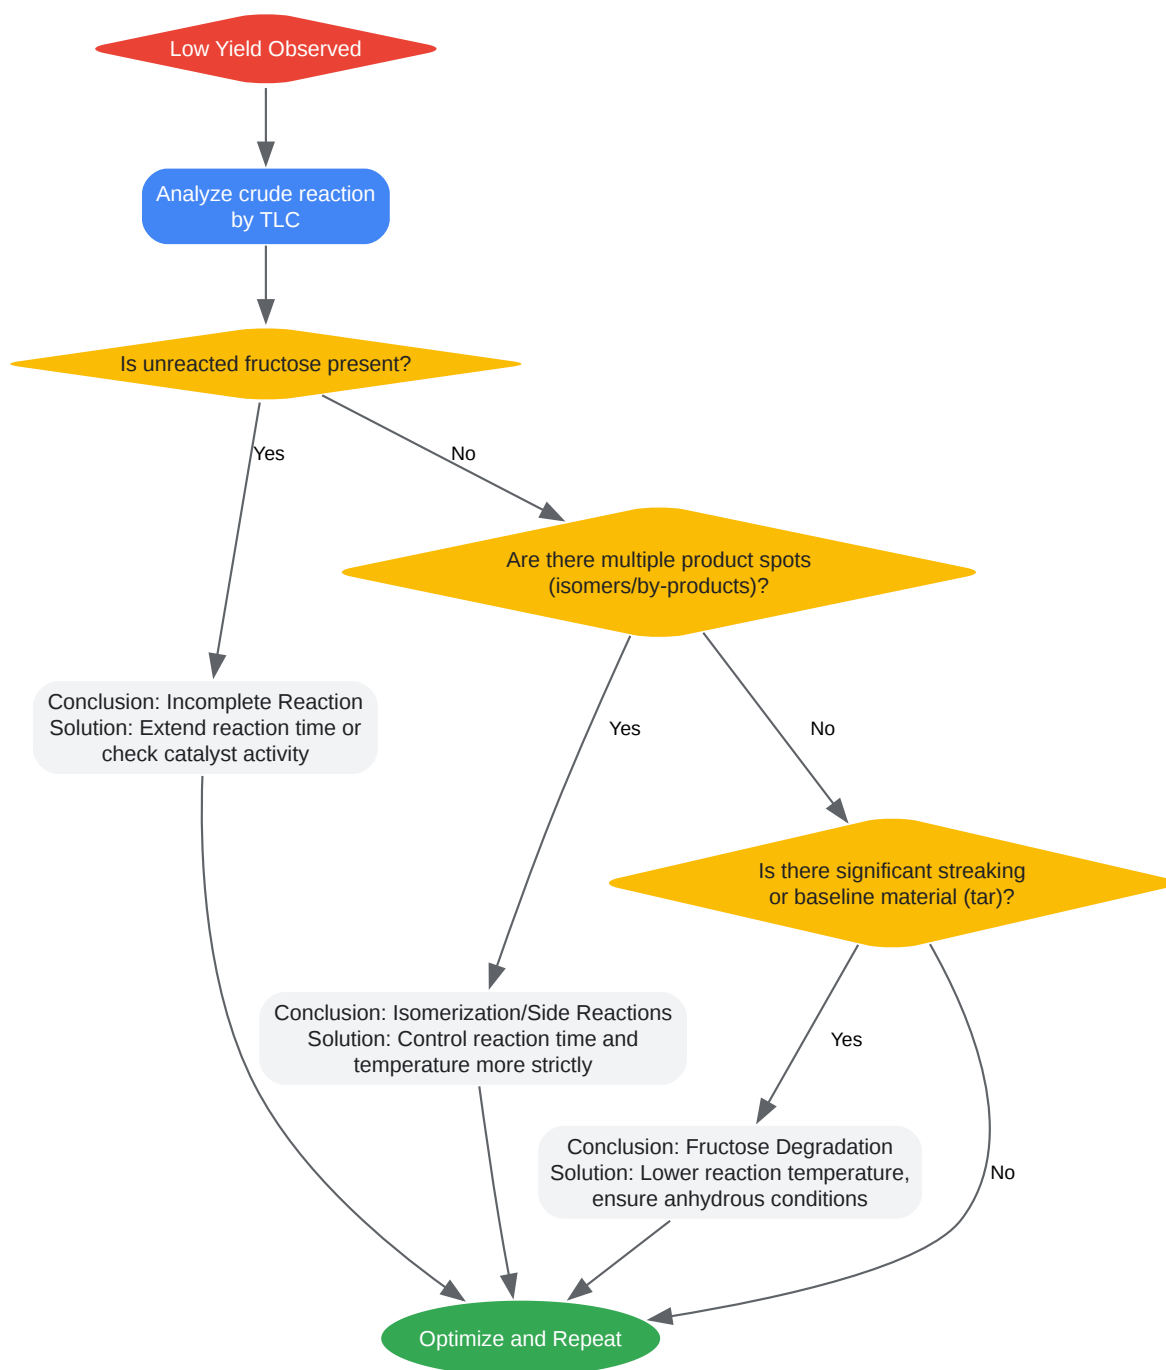 Low Yield Observed
Analyze crude reaction
by TLC
Is unreacted fructose present?
Yes
No
Are there multiple product spots
(isomers/by-products)?
Conclusion: Incomplete Reaction
Solution: Extend reaction time or
check catalyst activity
Yes
No
Is there significant streaking
or baseline material (tar)?
Conclusion: Isomerization/Side Reactions
Solution: Control reaction time and
temperature more strictly
Yes
Conclusion: Fructose Degradation
Solution: Lower reaction temperature,
ensure anhydrous conditions
No
Optimize and Repeat